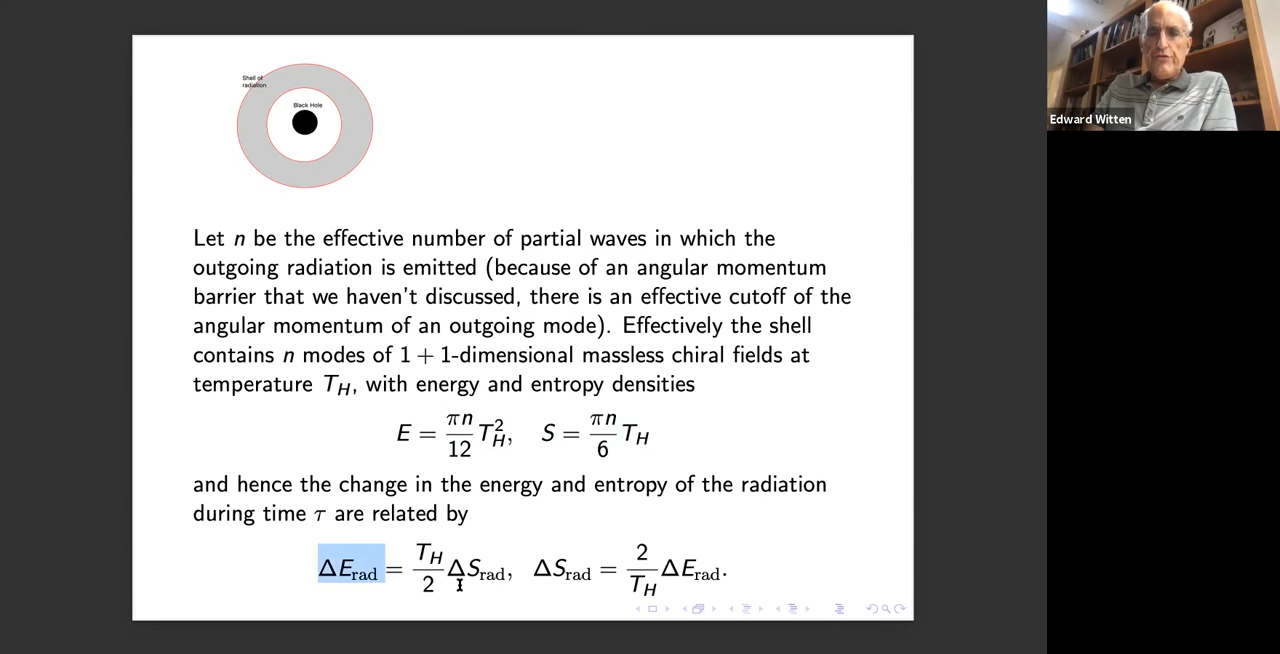 Shell of
radiation
Black Hole
Let n be the effective number of partial waves in which the
outgoing radiation is emitted (because of an angular momentum
barrier that we haven't discussed, there is an effective cutoff of the
angular momentum of an outgoing mode). Effectively the shell
contains n modes of 1 + 1-dimensional massless chiral fields at
temperature T_H, with energy and entropy densities
E = \frac{πn}{12} T_H^2, S = \frac{πn}{6} T_H
and hence the change in the energy and entropy of the radiation
during time τ are related by
ΔE_rad = \frac{T_H}{2} ΔS_rad, ΔS_rad = \frac{2}{T_H} ΔE_rad.
Edward Witten